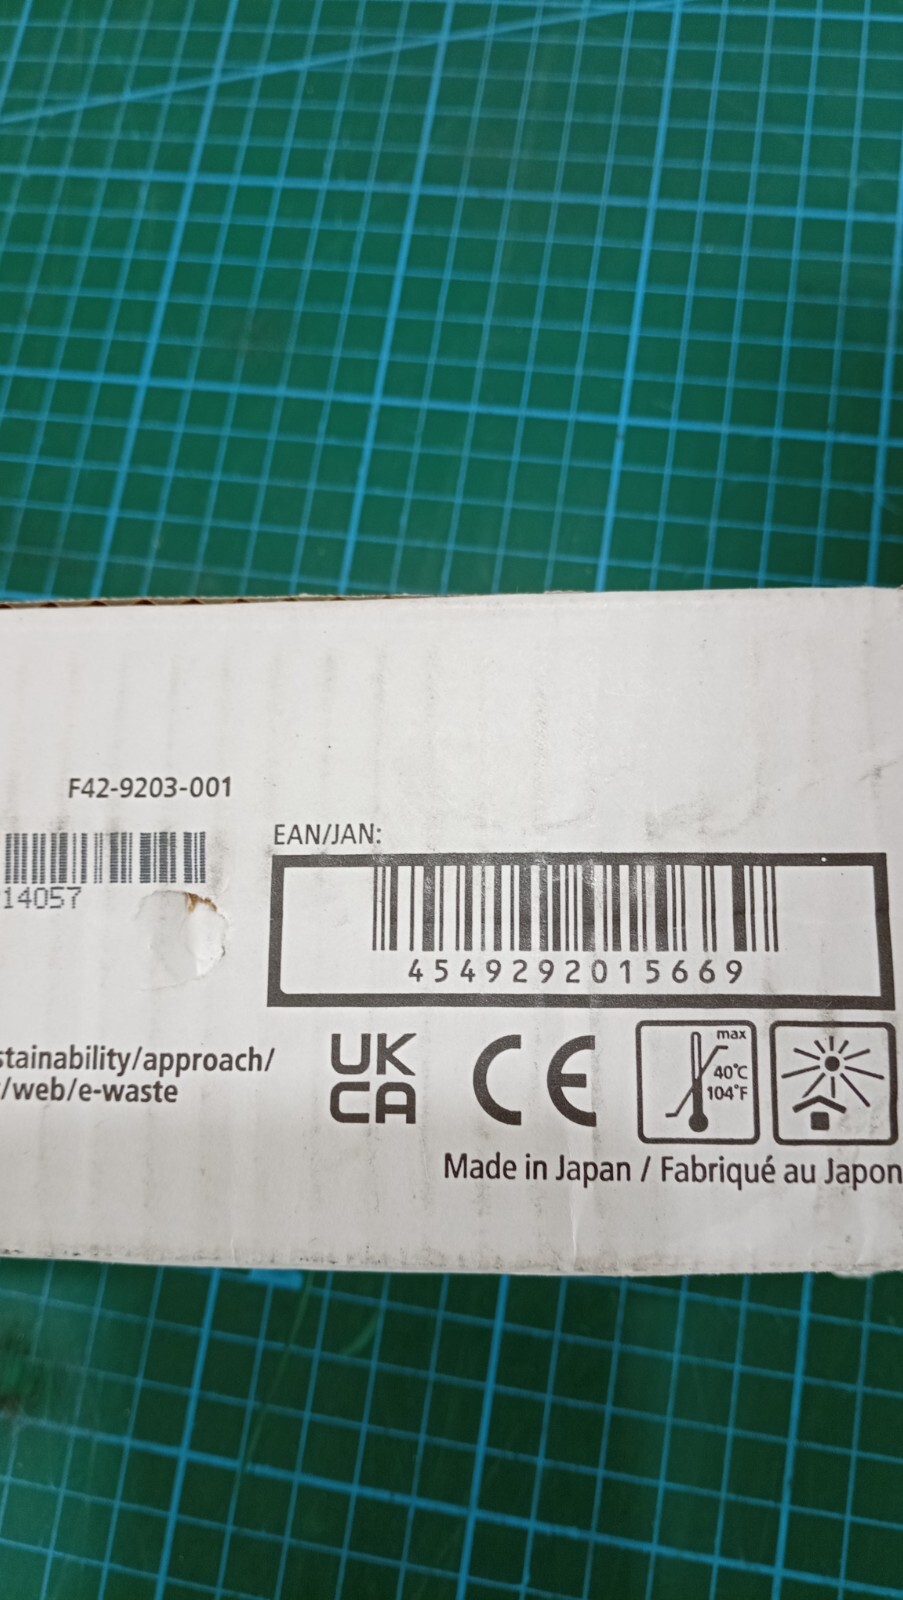 F42-9203-001
14057
EAN/JAN:
4549292015669
stainability/approach/
/web/e-waste
UK
CA
CE
max
40°C
104°F
Made in Japan / Fabriqué au Japon